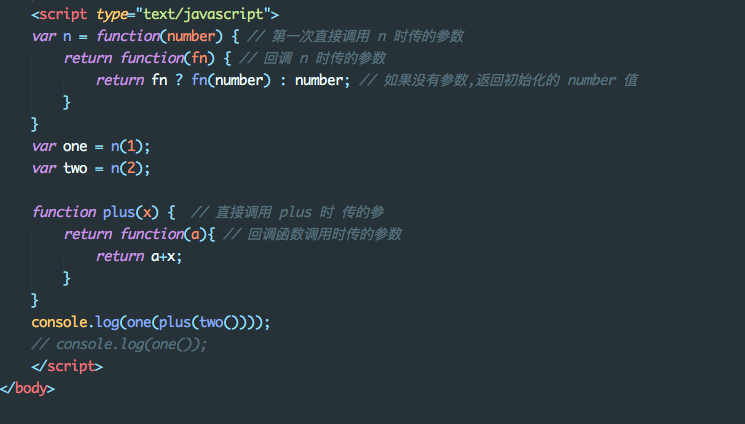 <script type="text/javascript">
var n = function(number) { // 第一次直接调用 n 时传的参数
return function(fn) { // 回调 n 时传的参数
return fn ? fn(number) : number; // 如果没有参数,返回初始化的 number 值
}
}
var one = n(1);
var two = n(2);
function plus(x) { // 直接调用 plus 时 传的参
return function(a){ // 回调函数调用时传的参数
return a+x;
}
}
console.log(one(plus(two())));
// console.log(one());
</script>
</body>